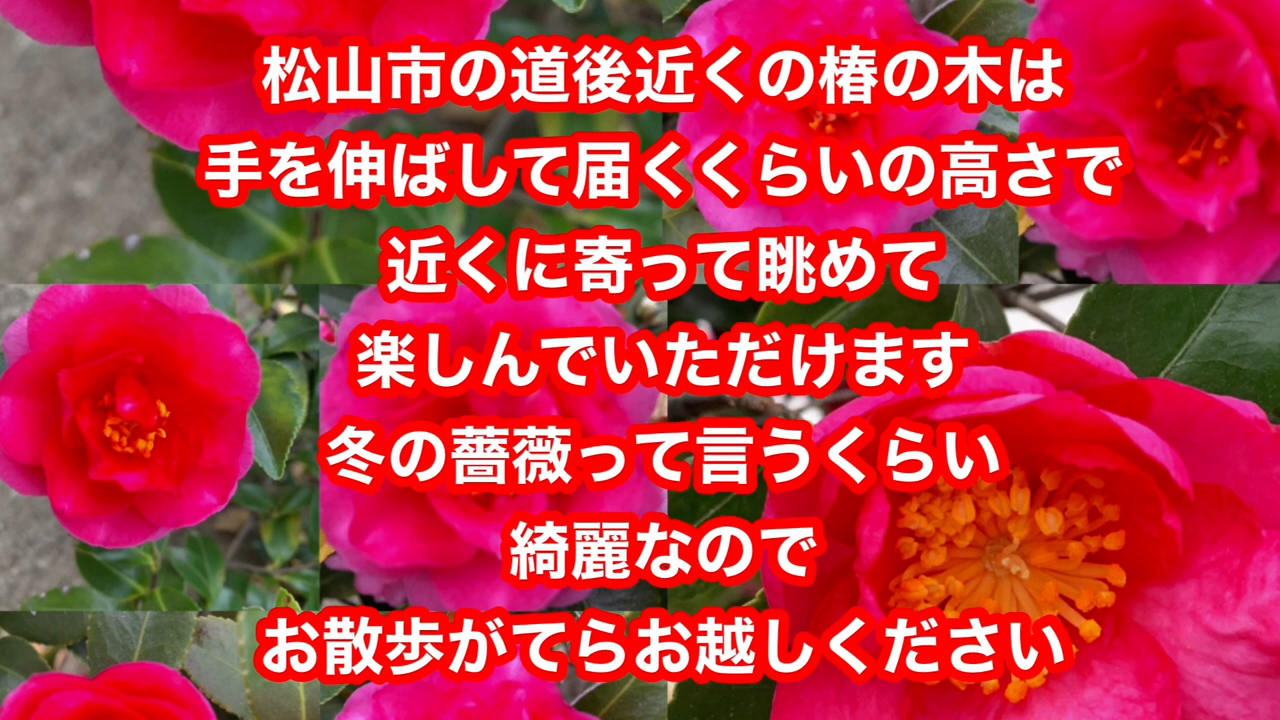 松山市の道後近くの椿の木は
手を伸ばして届くくらいの高さで
近くに寄って眺めて
楽しんでいただけます
冬の薔薇って言うくらい
綺麗なので
お散歩がてらお越しください